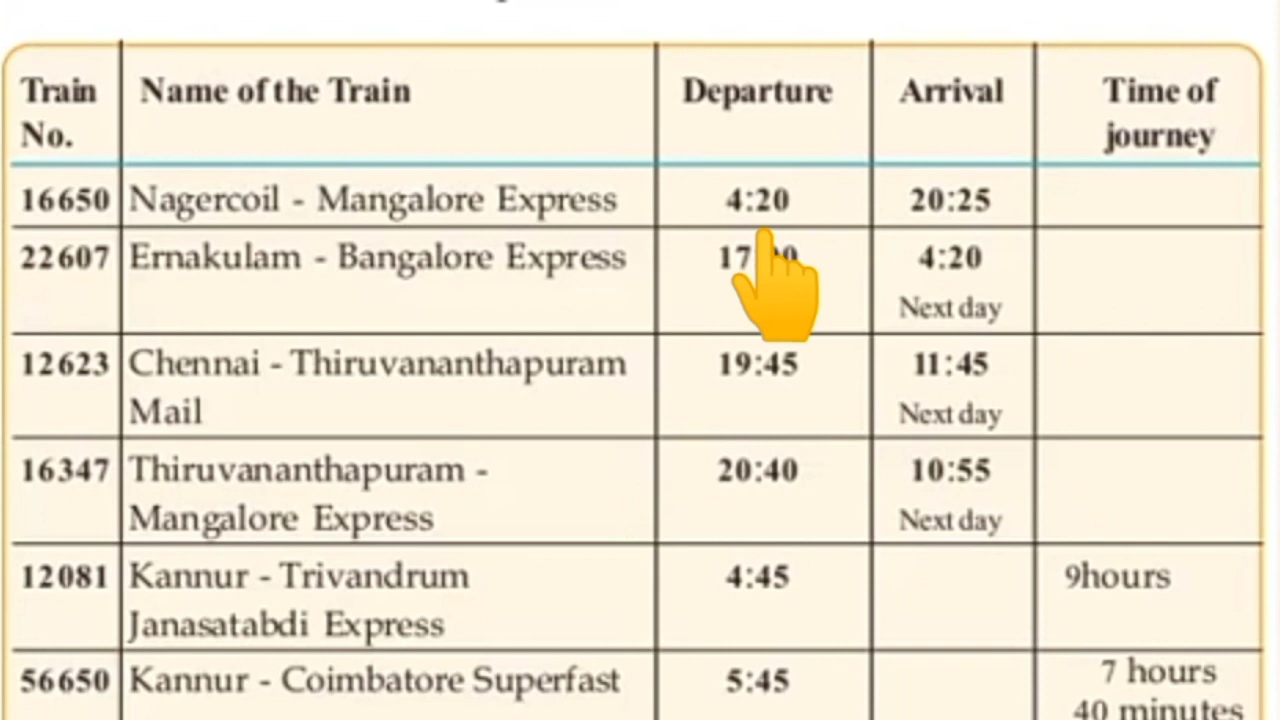 Train No. Name of the Train Departure Arrival Time of journey
16650 Nagercoil - Mangalore Express 4:20 20:25
22607 Ernakulam - Bangalore Express 4:20
Next day
12623 Chennai - Thiruvananthapuram 19:45 11:45
Mail Next day
16347 Thiruvananthapuram - 20:40 10:55
Mangalore Express Next day
12081 Kannur - Trivandrum 4:45 9hours
Janasatabdi Express
56650 Kannur - Coimbatore Superfast 5:45 7 hours
40 minutes